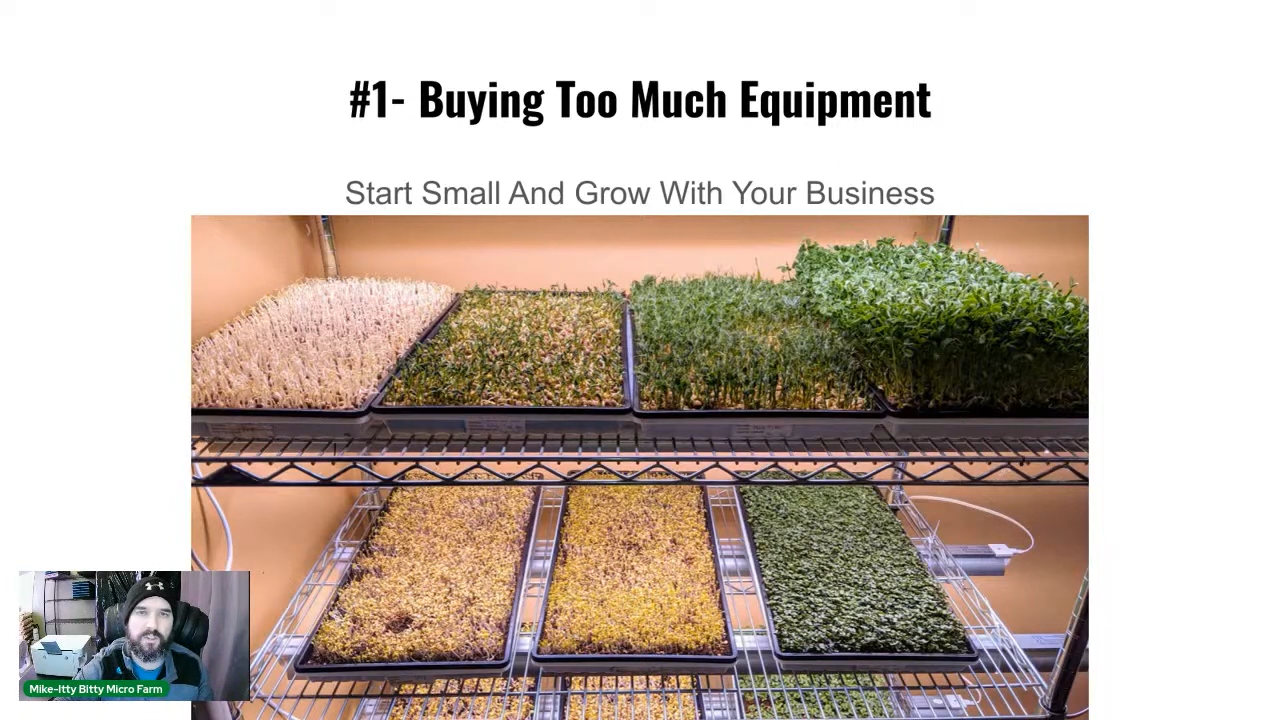 #1- Buying Too Much Equipment
Start Small And Grow With Your Business
Mike-Itty Bitty Micro Farm